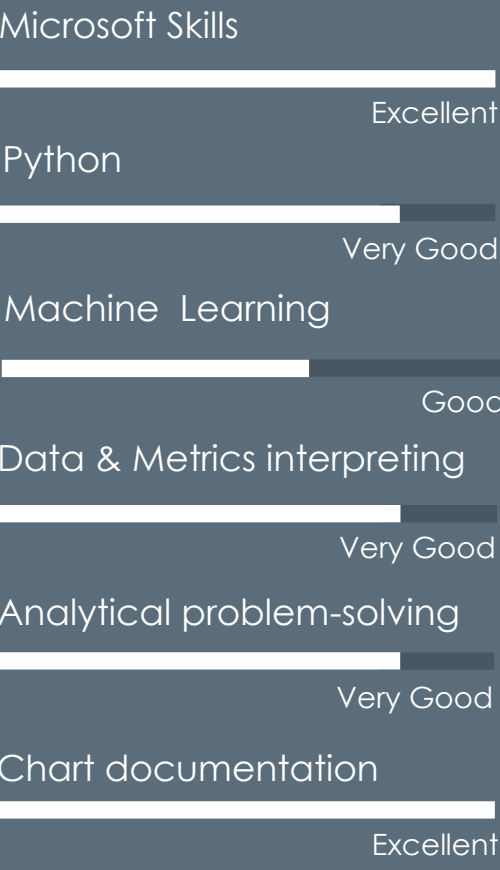 Microsoft Skills
Excellent
Python
Very Good
Machine Learning
Good
Data & Metrics interpreting
Very Good
Analytical problem-solving
Very Good
Chart documentation
Excellent